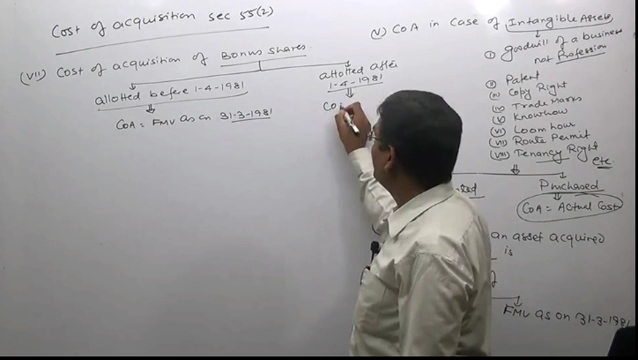 Cost of acquisition sec 55(2)
(VII) Cost of acquisition of Bonus shares.
allotted before 1-4-1981
CoA = FMV as on 31-3-1981
allotted after
1-4-1981
CoA
V) CoA in Case of Intangible Assets
(i) goodwill of a business
not Profession
(ii) Patent
(iii) Copy Right
(iv) Trade Marks
(V) Knowhow
(VI) Loom hour
(VII) Route Permit
(VIII) Tenancy Right
etc.
Purchased
CoA = Actual Cost
an asset acquired
is
FMV as on 31-3-1981